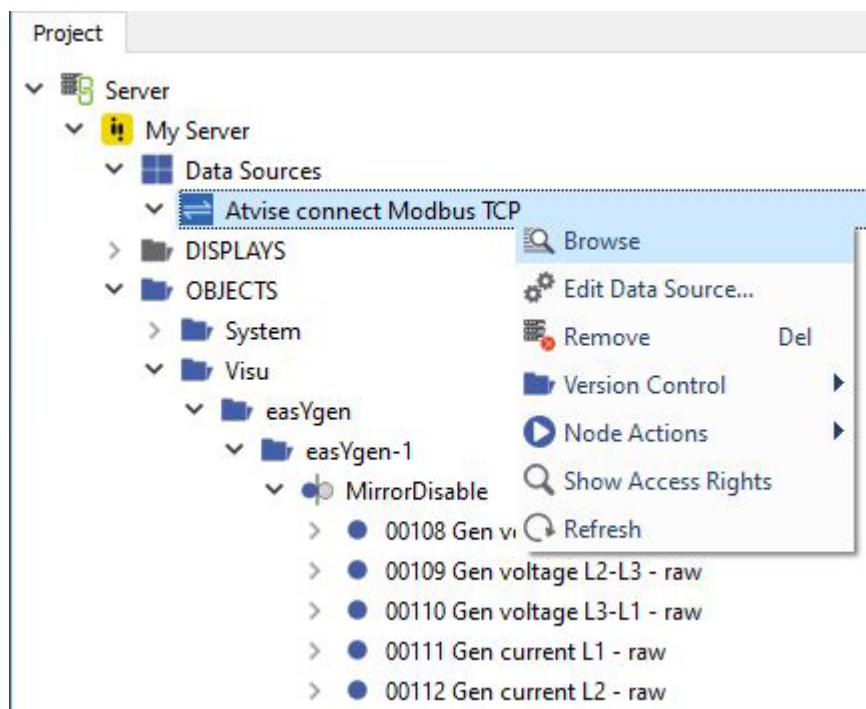 Project
Server
My Server
Data Sources
Atvise connect Modbus TCP
Browse
DISPLAYS
OBJECTS
Edit Data Source...
System
Remove Del
Visu
Version Control
easYgen
Node Actions
easYgen-1
MirrorDisable
Show Access Rights
00108 Gen v
Refresh
00109 Gen voltage L2-L3 - raw
00110 Gen voltage L3-L1 - raw
00111 Gen current L1 - raw
00112 Gen current L2 - raw